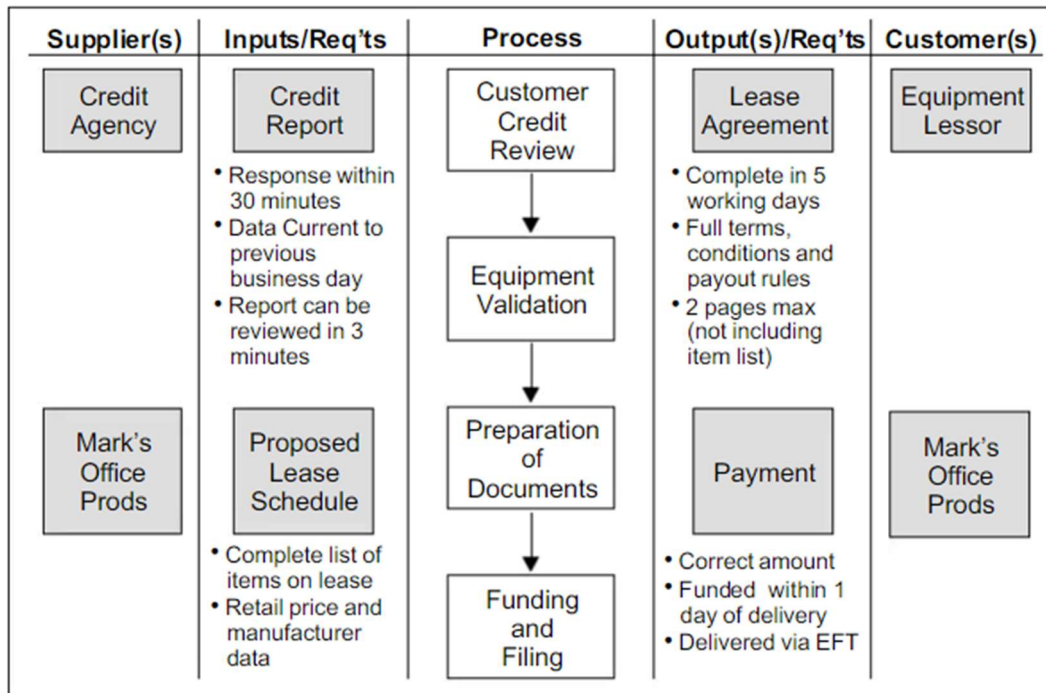 Supplier(s)
Inputs/Req'ts
Process
Output(s)/Req'ts
Customer(s)
Credit
Agency
Credit
Report
Customer
Credit
Review
Lease
Agreement
Equipment
Lessor
• Response within
30 minutes
• Data Current to
previous
business day
• Report can be
reviewed in 3
minutes
Equipment
Validation
• Complete in 5
working days
• Full terms,
conditions and
payout rules
• 2 pages max
(not including
item list)
Mark's
Office
Prods
Proposed
Lease
Schedule
Preparation
of
Documents
Payment
Mark's
Office
Prods
• Complete list of
items on lease
• Retail price and
manufacturer
data
Funding
and
Filing
• Correct amount
• Funded within 1
day of delivery
• Delivered via EFT